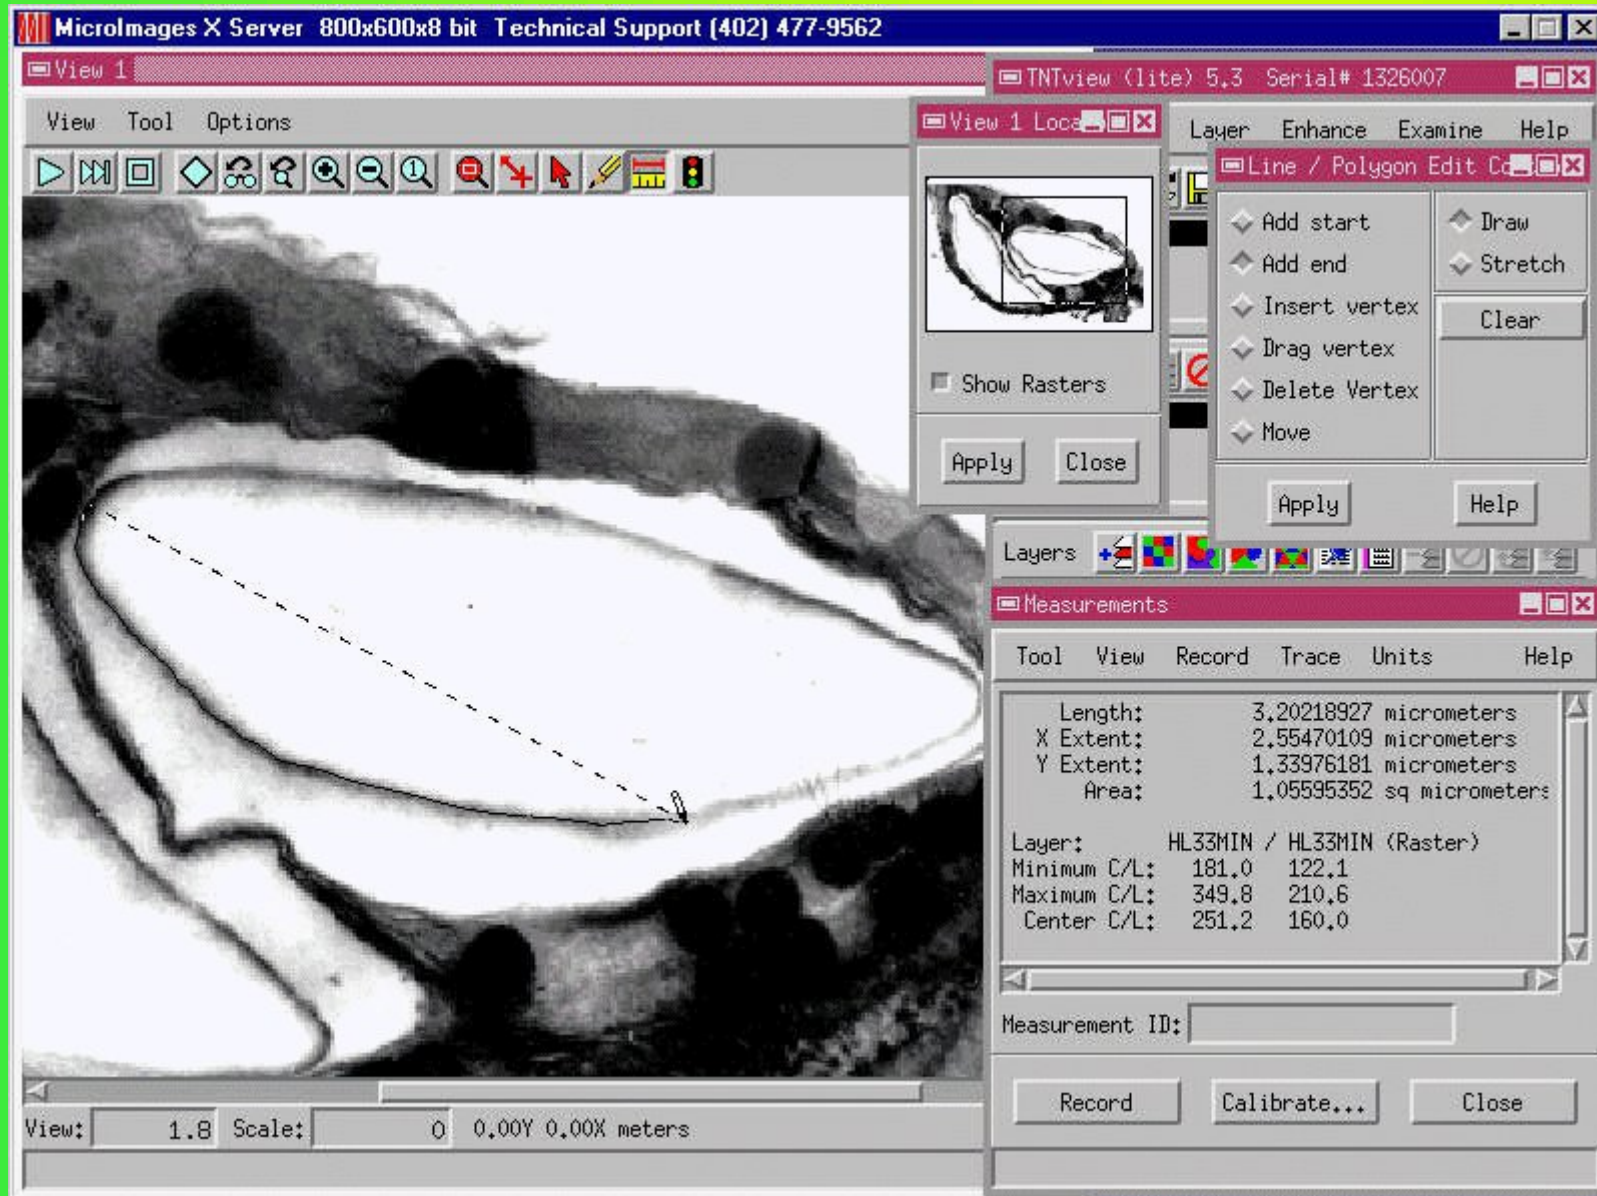 MicroImages X Server 800x600x8 bit Technical Support (402) 477-9562
View 1
View Tool Options
1
TNTview (lite) 5.3 Serial# 1326007
Layer Enhance Examine Help
View 1 Loca
Show Rasters
Apply Close
Line / Polygon Edit Co
Add start
Add end
Insert vertex
Drag vertex
Delete Vertex
Move
Draw
Stretch
Clear
Apply Help
Layers
Measurements
Tool View Record Trace Units Help
Length: 3.20218927 micrometers
X Extent: 2.55470109 micrometers
Y Extent: 1.33976181 micrometers
Area: 1.05595352 sq micrometers
Layer: HL33MIN / HL33MIN (Raster)
Minimum C/L: 181.0 122.1
Maximum C/L: 349.8 210.6
Center C/L: 251.2 160.0
Measurement ID:
Record Calibrate... Close
View: 1.8 Scale: 0 0.00Y 0.00X meters